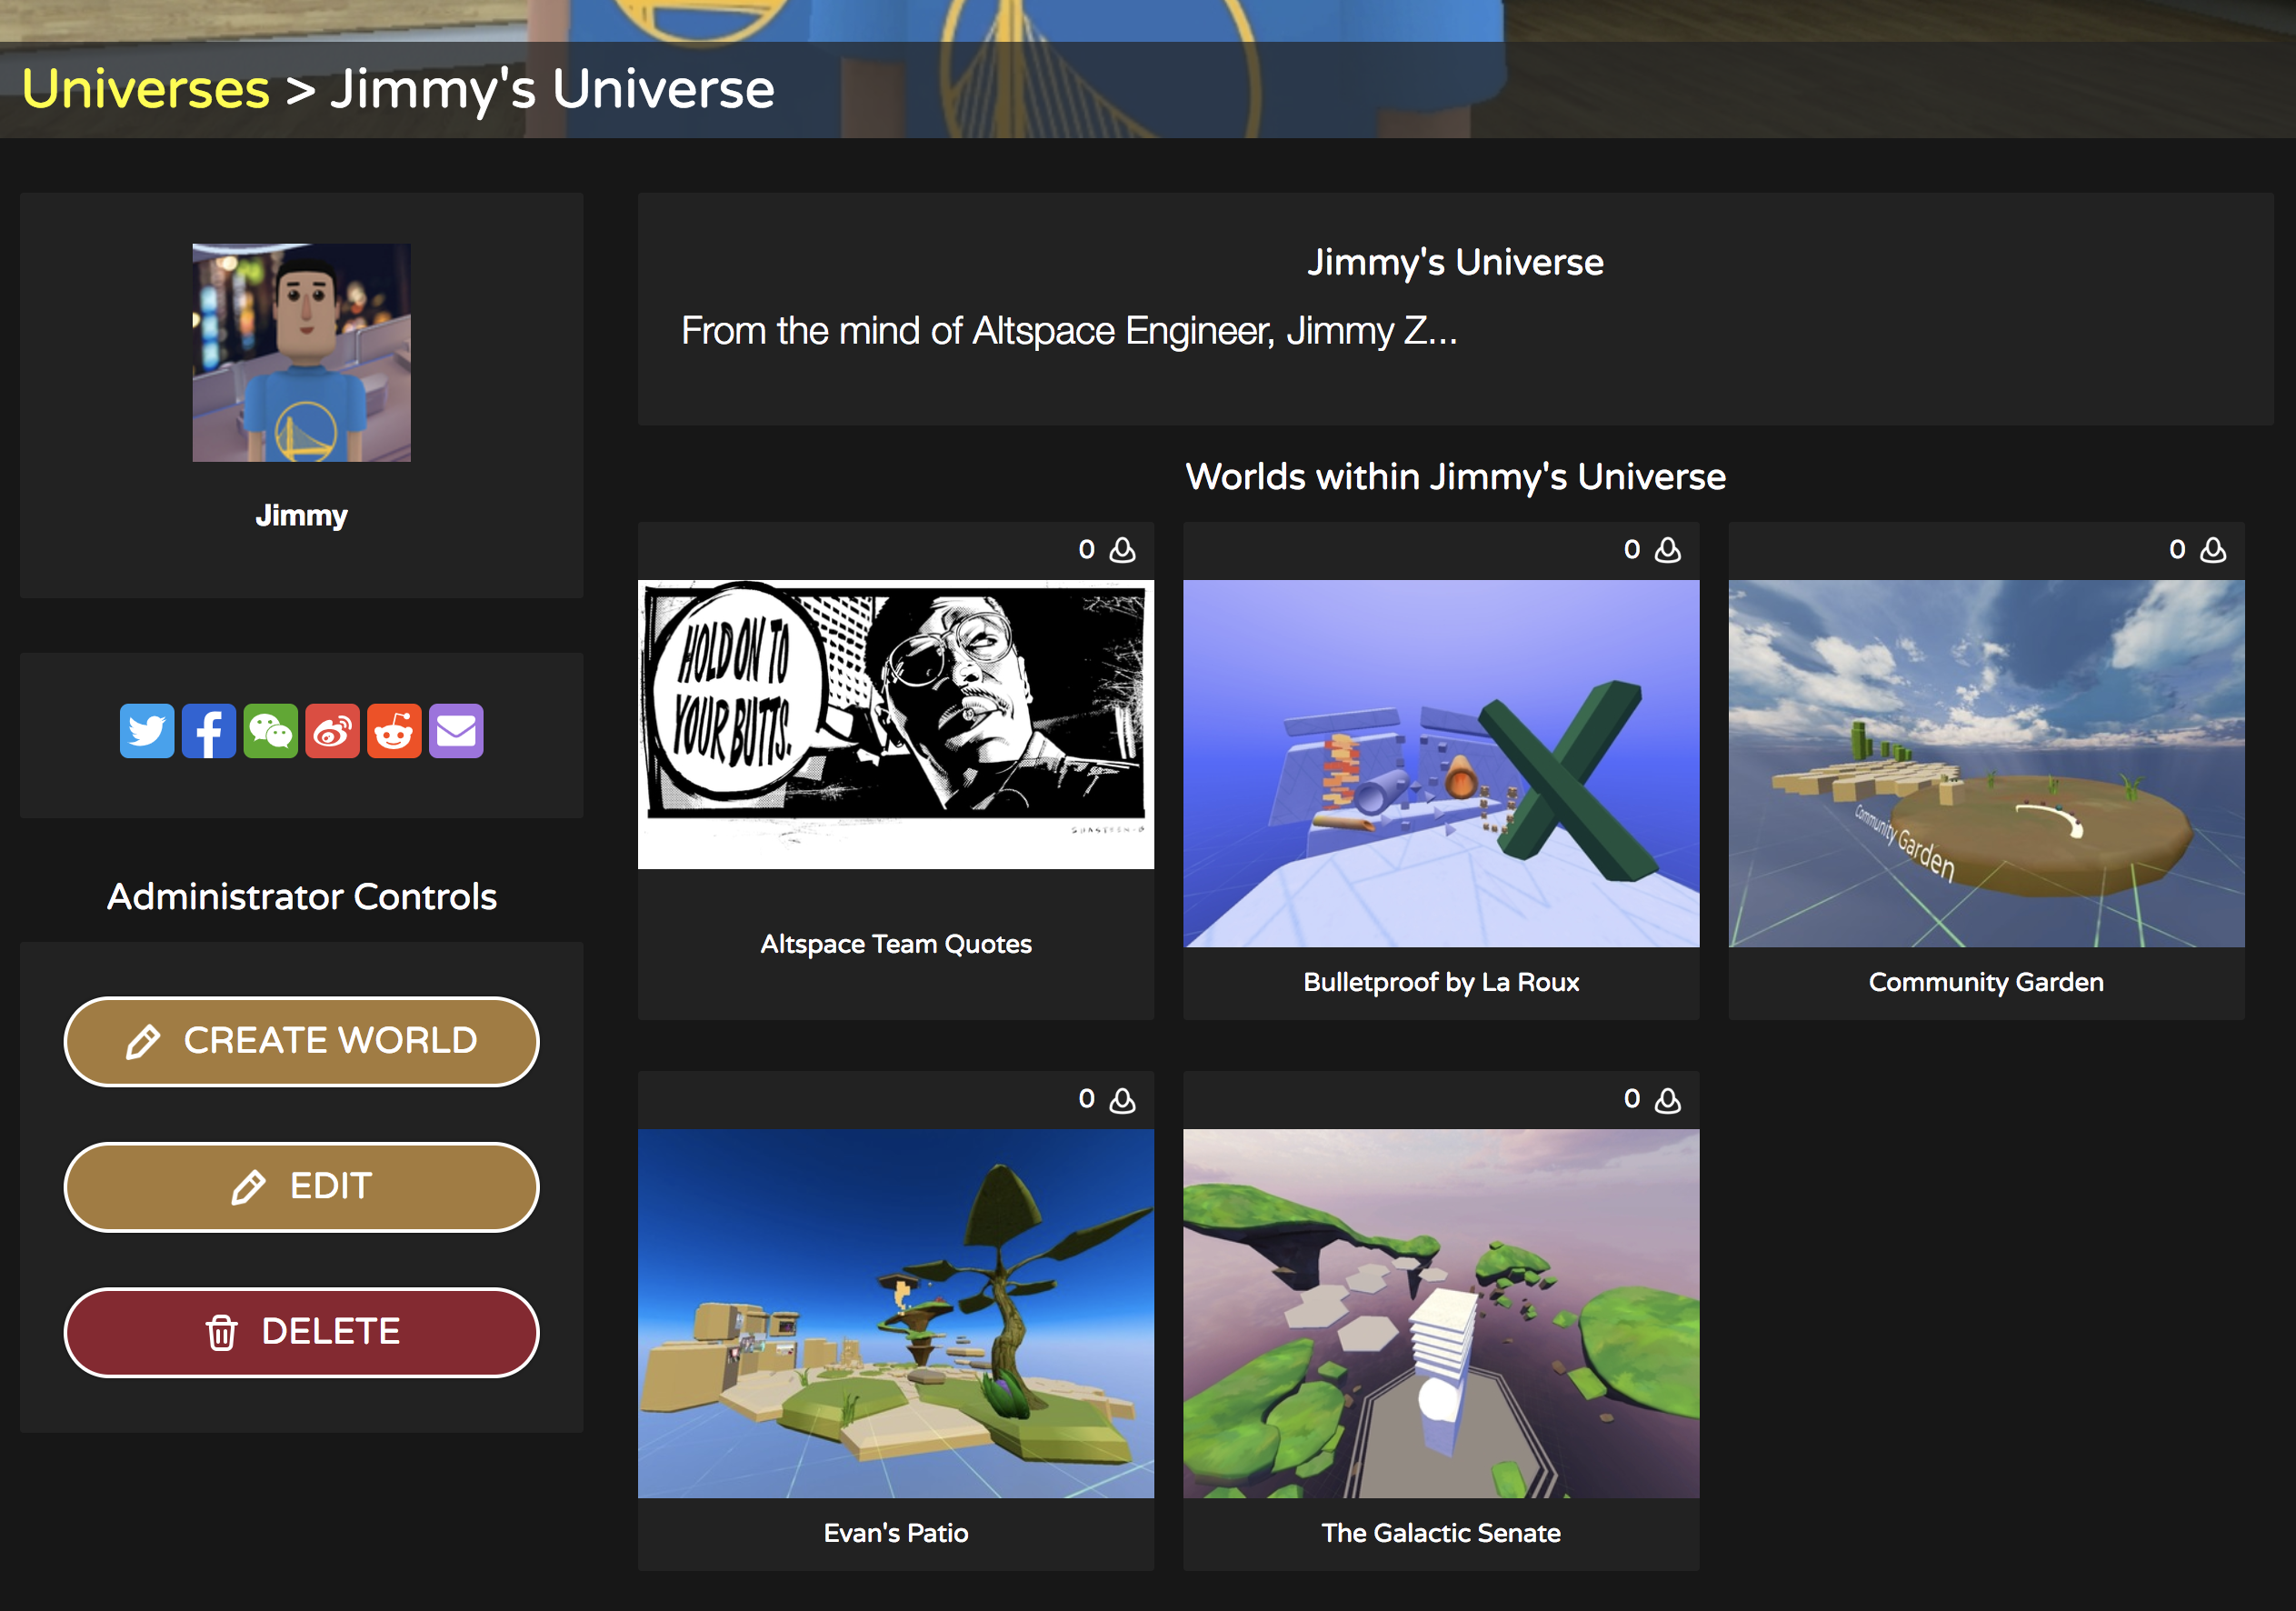 Universes > Jimmy's Universe
Jimmy
Administrator Controls
CREATE WORLD
EDIT
DELETE
Jimmy's Universe
From the mind of Altspace Engineer, Jimmy Z...
Worlds within Jimmy's Universe
0
HOLD ON TO
YOUR BUTTS.
Altspace Team Quotes
0
Bulletproof by La Roux
0
Community Garden
Community Garden
0
Evan's Patio
0
The Galactic Senate